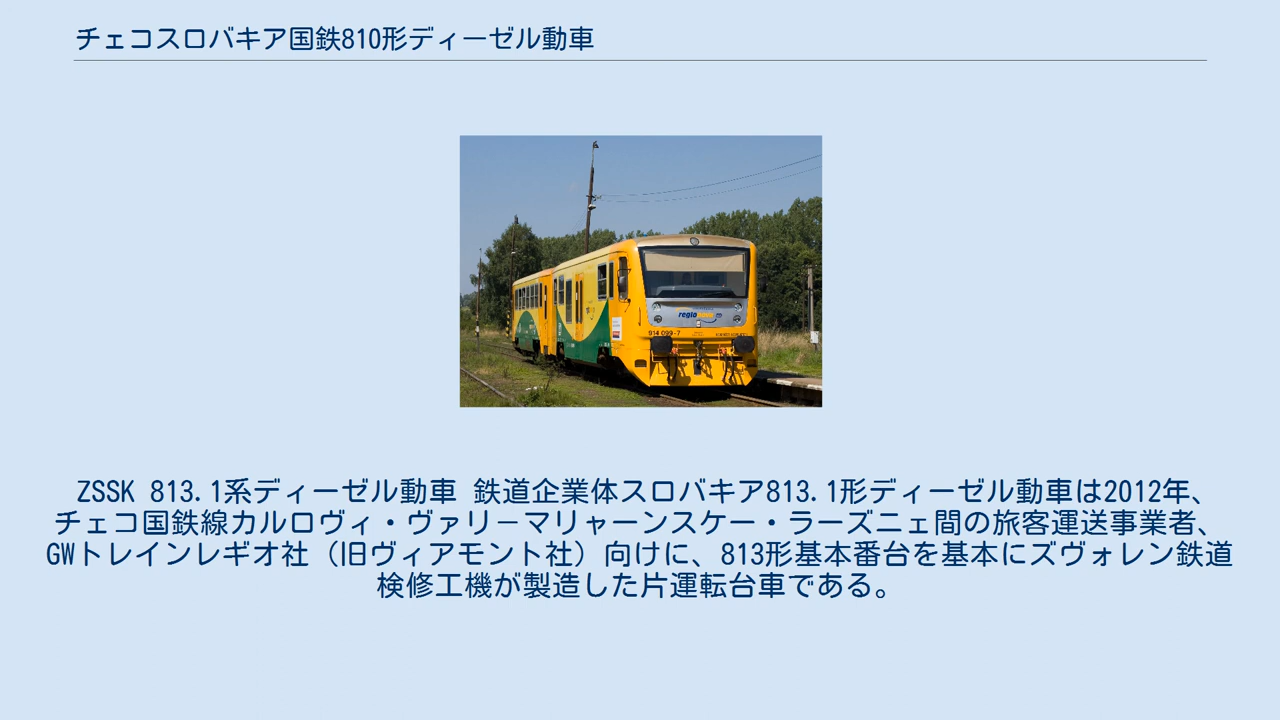 チェコスロバキア国鉄810形ディーゼル動車
regionova
914 099-7
ZSSK 813.1系ディーゼル動車 鉄道企業体スロバキア813.1形ディーゼル動車は2012年、
チェコ国鉄線カルロヴィ・ヴァリ－マリャーンスケー・ラーズニェ間の旅客運送事業者、
GWトレインレギオ社（旧ヴィアモント社）向けに、813形基本番台を基本にズヴォレン鉄道
検修工機が製造した片運転台車である。